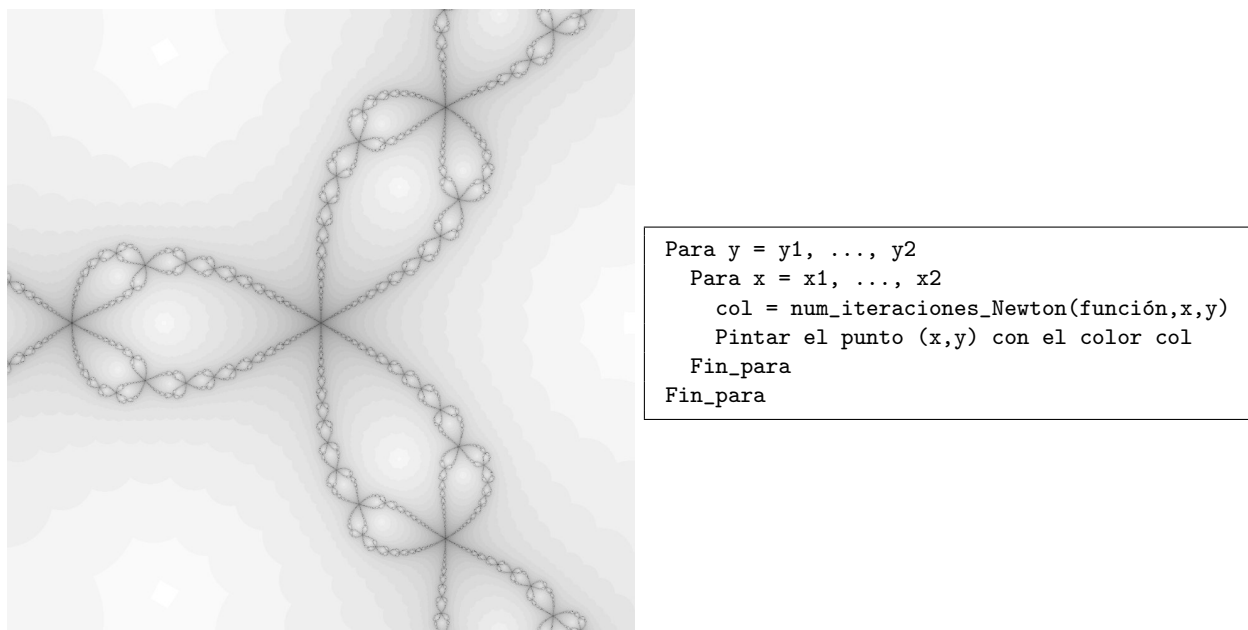 Para y = y1, ..., y2
Para x = x1, ..., x2
col = num_iteraciones_Newton(función,x,y)
Pintar el punto (x,y) con el color col
Fin_para
Fin_para